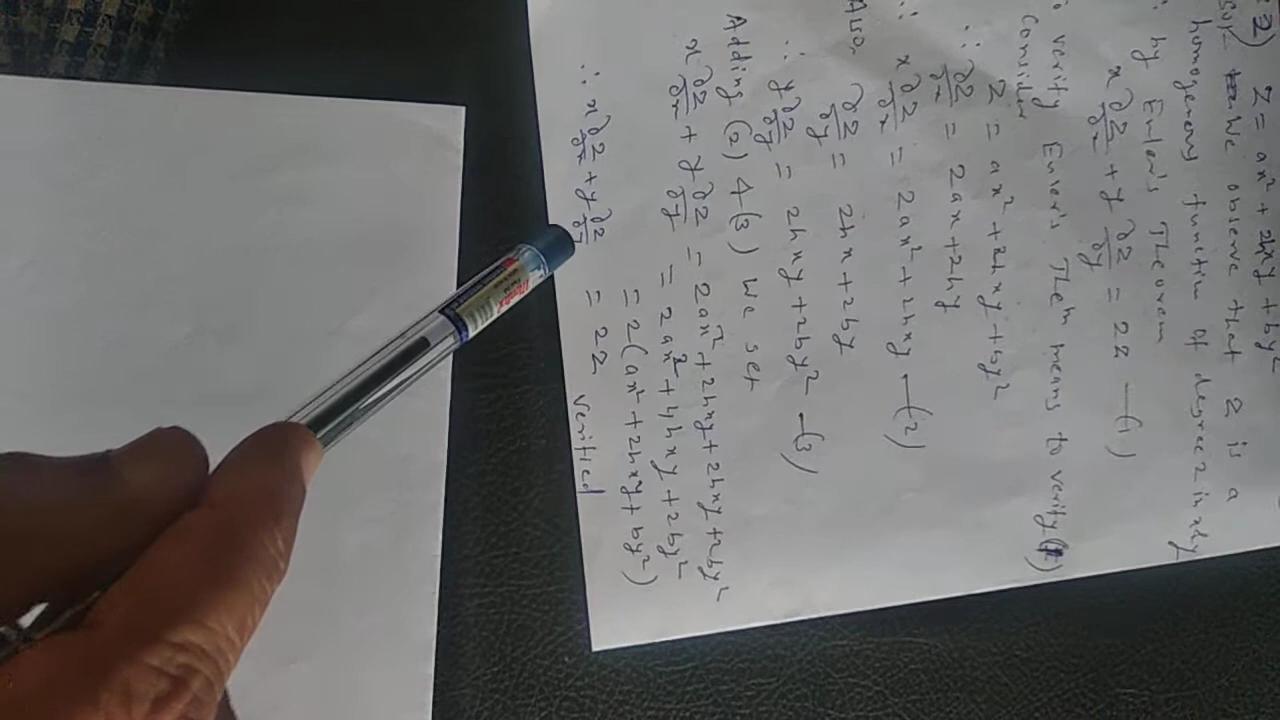 2) z = ax² + 2hxy + by²
We observe that z is a
homogeneous function of degree 2 in x & y
∴ by Euler's Theorem
x ∂z/∂x + y ∂z/∂y = 2z —(1)
To verify Euler's Thm means to verify (1)
Consider
z = ax² + 2hxy + by²
∴ ∂z/∂x = 2ax + 2hy
∴ x ∂z/∂x = 2ax² + 2hxy —(2)
Also ∂z/∂y = 2hx + 2by
∴ y ∂z/∂y = 2hxy + 2by² —(3)
Adding (2) & (3) We get
x ∂z/∂x + y ∂z/∂y = 2ax² + 2hxy + 2hxy + 2by²
= 2ax² + 4hxy + 2by²
= 2(ax² + 2hxy + by²)
∴ x ∂z/∂x + y ∂z/∂y = 2z verified